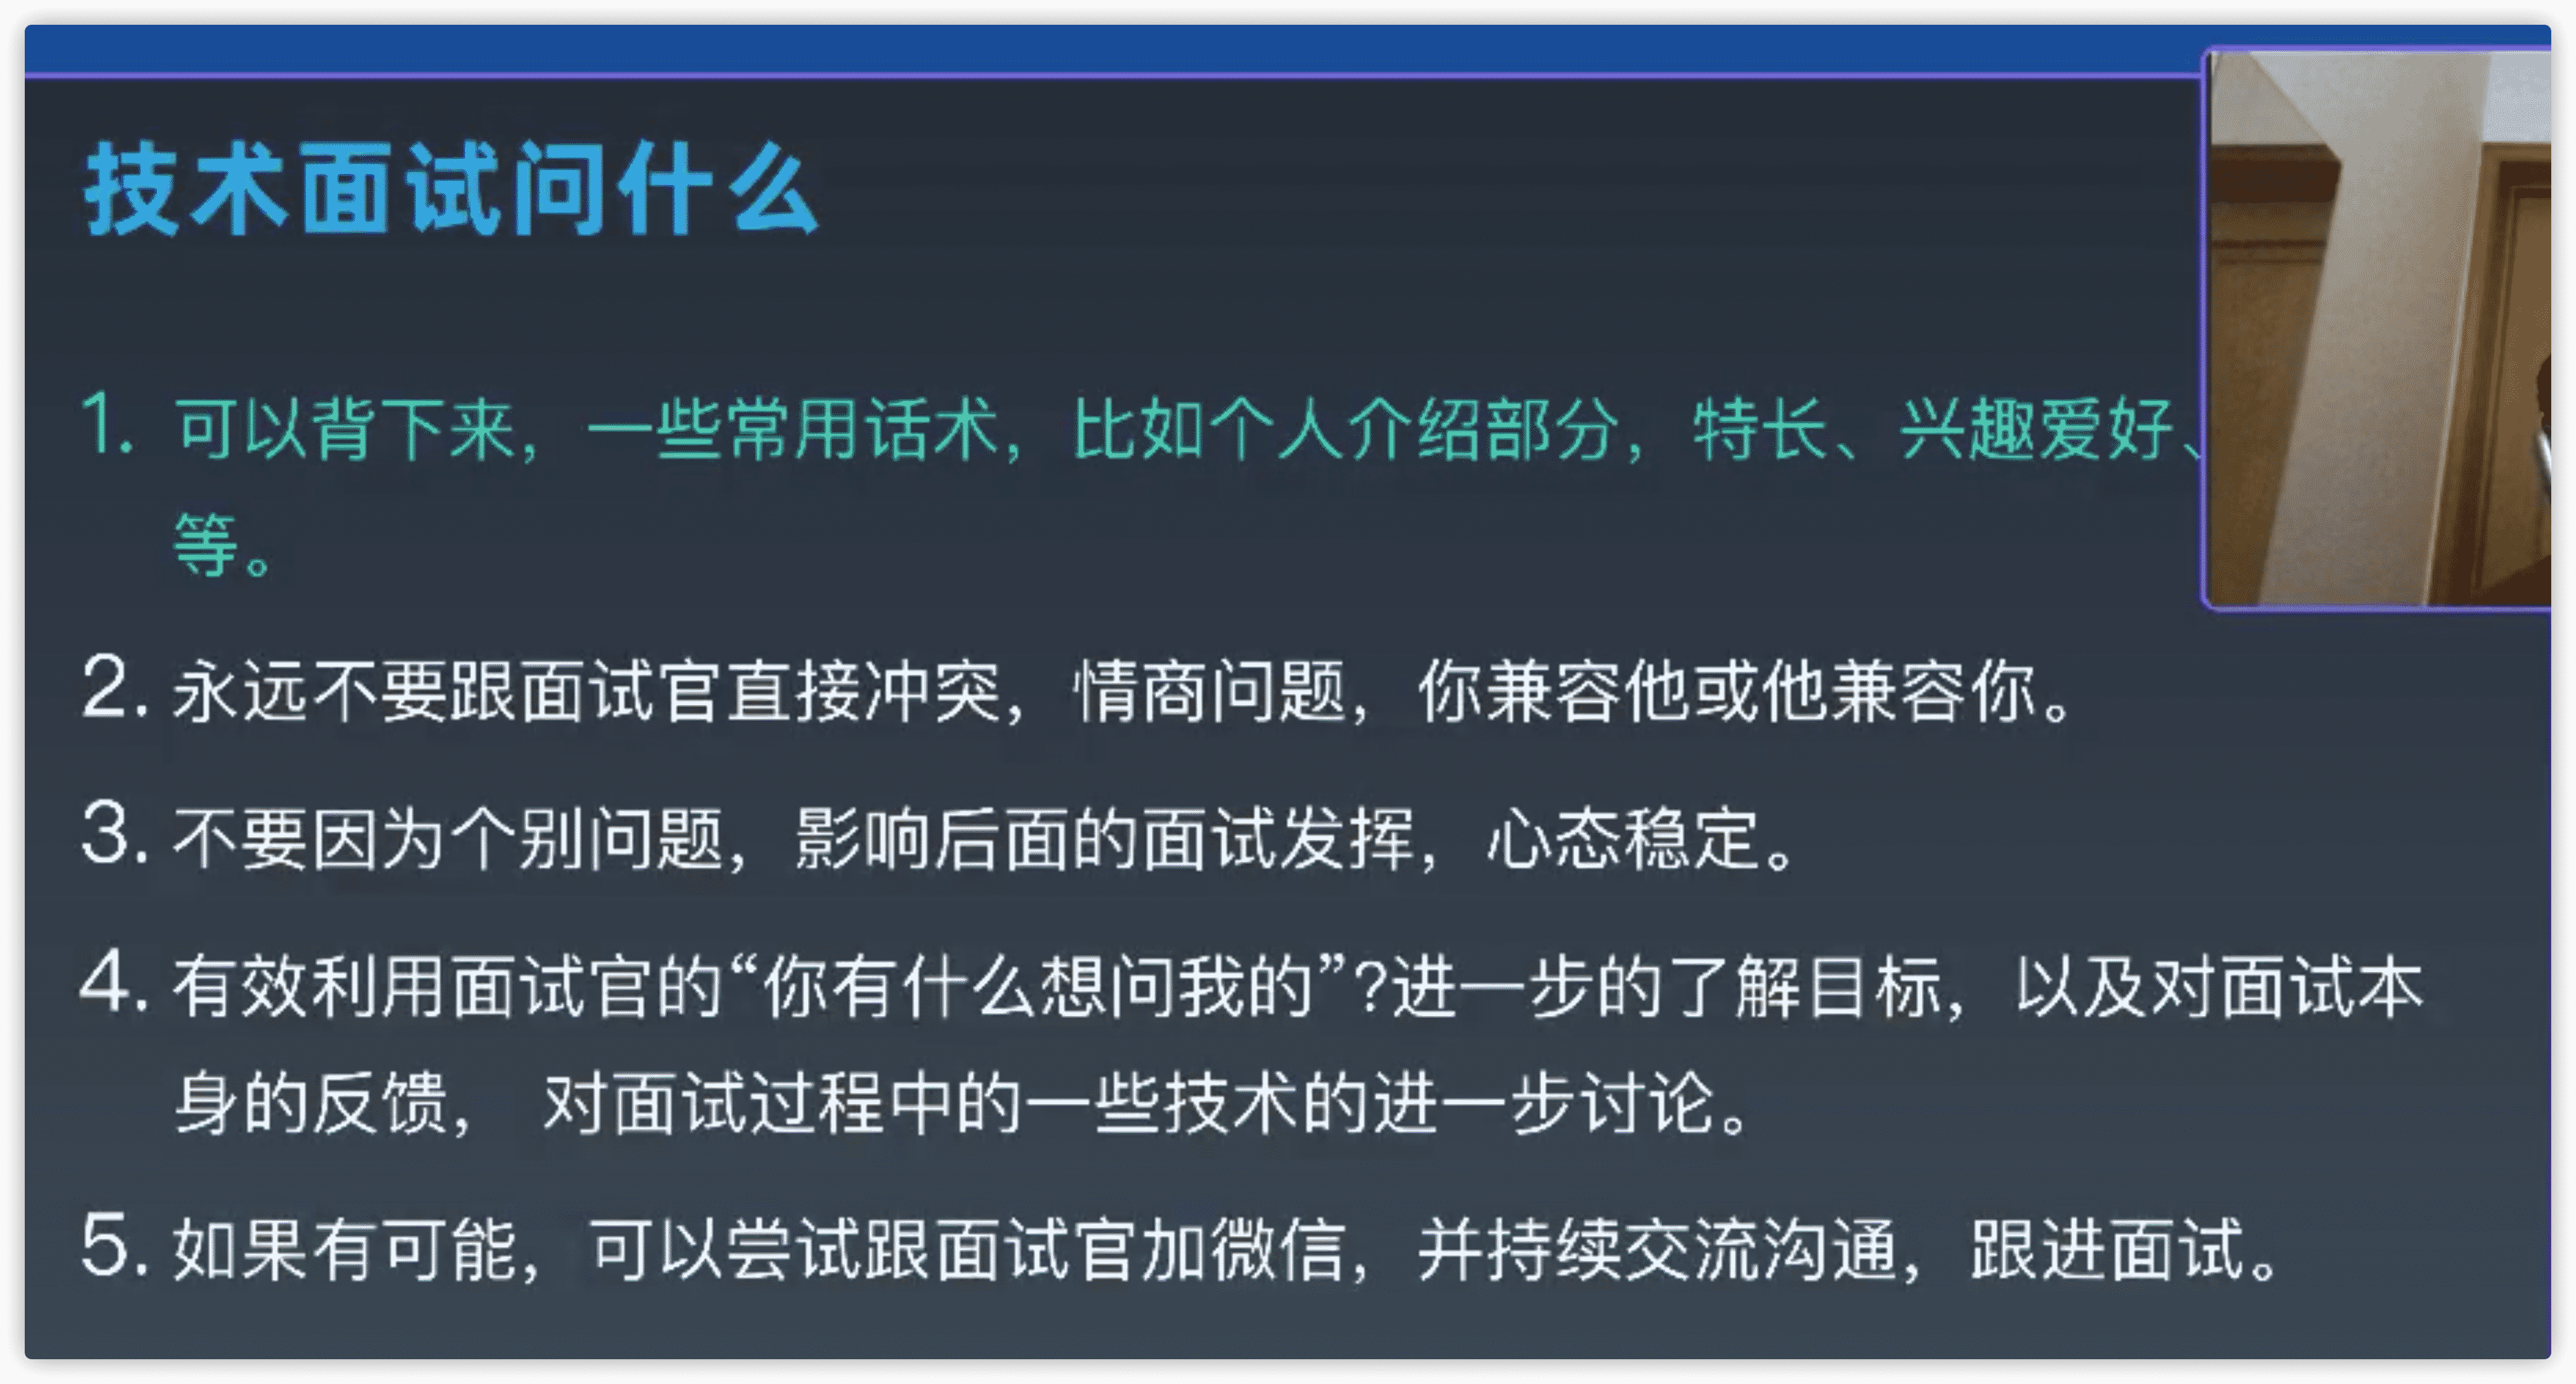 技术面试问什么
1. 可以背下来，一些常用话术，比如个人介绍部分，特长、兴趣爱好、
等。
2. 永远不要跟面试官直接冲突，情商问题，你兼容他或他兼容你。
3. 不要因为个别问题，影响后面的面试发挥，心态稳定。
4. 有效利用面试官的“你有什么想问我的”?进一步的了解目标，以及对面试本
身的反馈， 对面试过程中的一些技术的进一步讨论。
5. 如果有可能，可以尝试跟面试官加微信，并持续交流沟通，跟进面试。